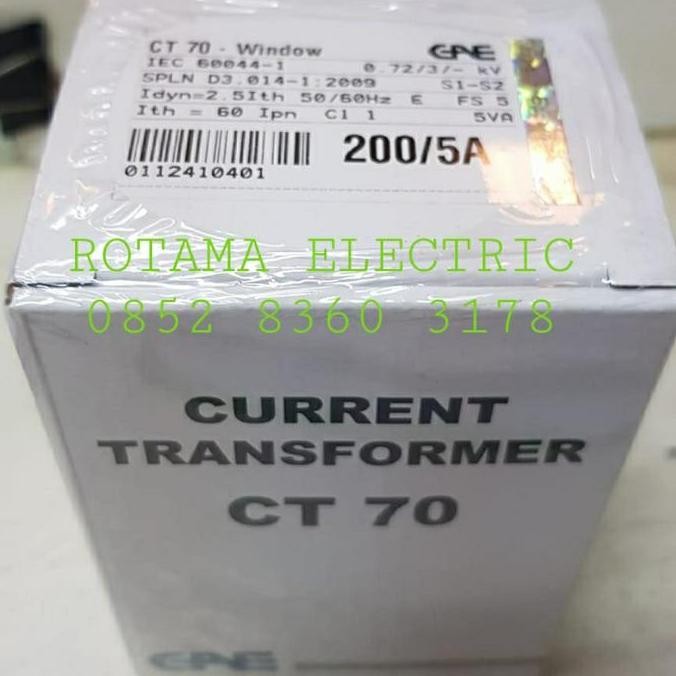 CT 70 - Window GAE
IEC 60044-1 0.72/3/- kV
SPLN D3.014-1:2009 S1-S2
Idyn=2.5Ith 50/60Hz E FS 5
Ith = 60 Ipn Cl 1 5VA
200/5A
0112410401
ROTAMA ELECTRIC
0852 8360 3178
CURRENT
TRANSFORMER
CT 70
GAE